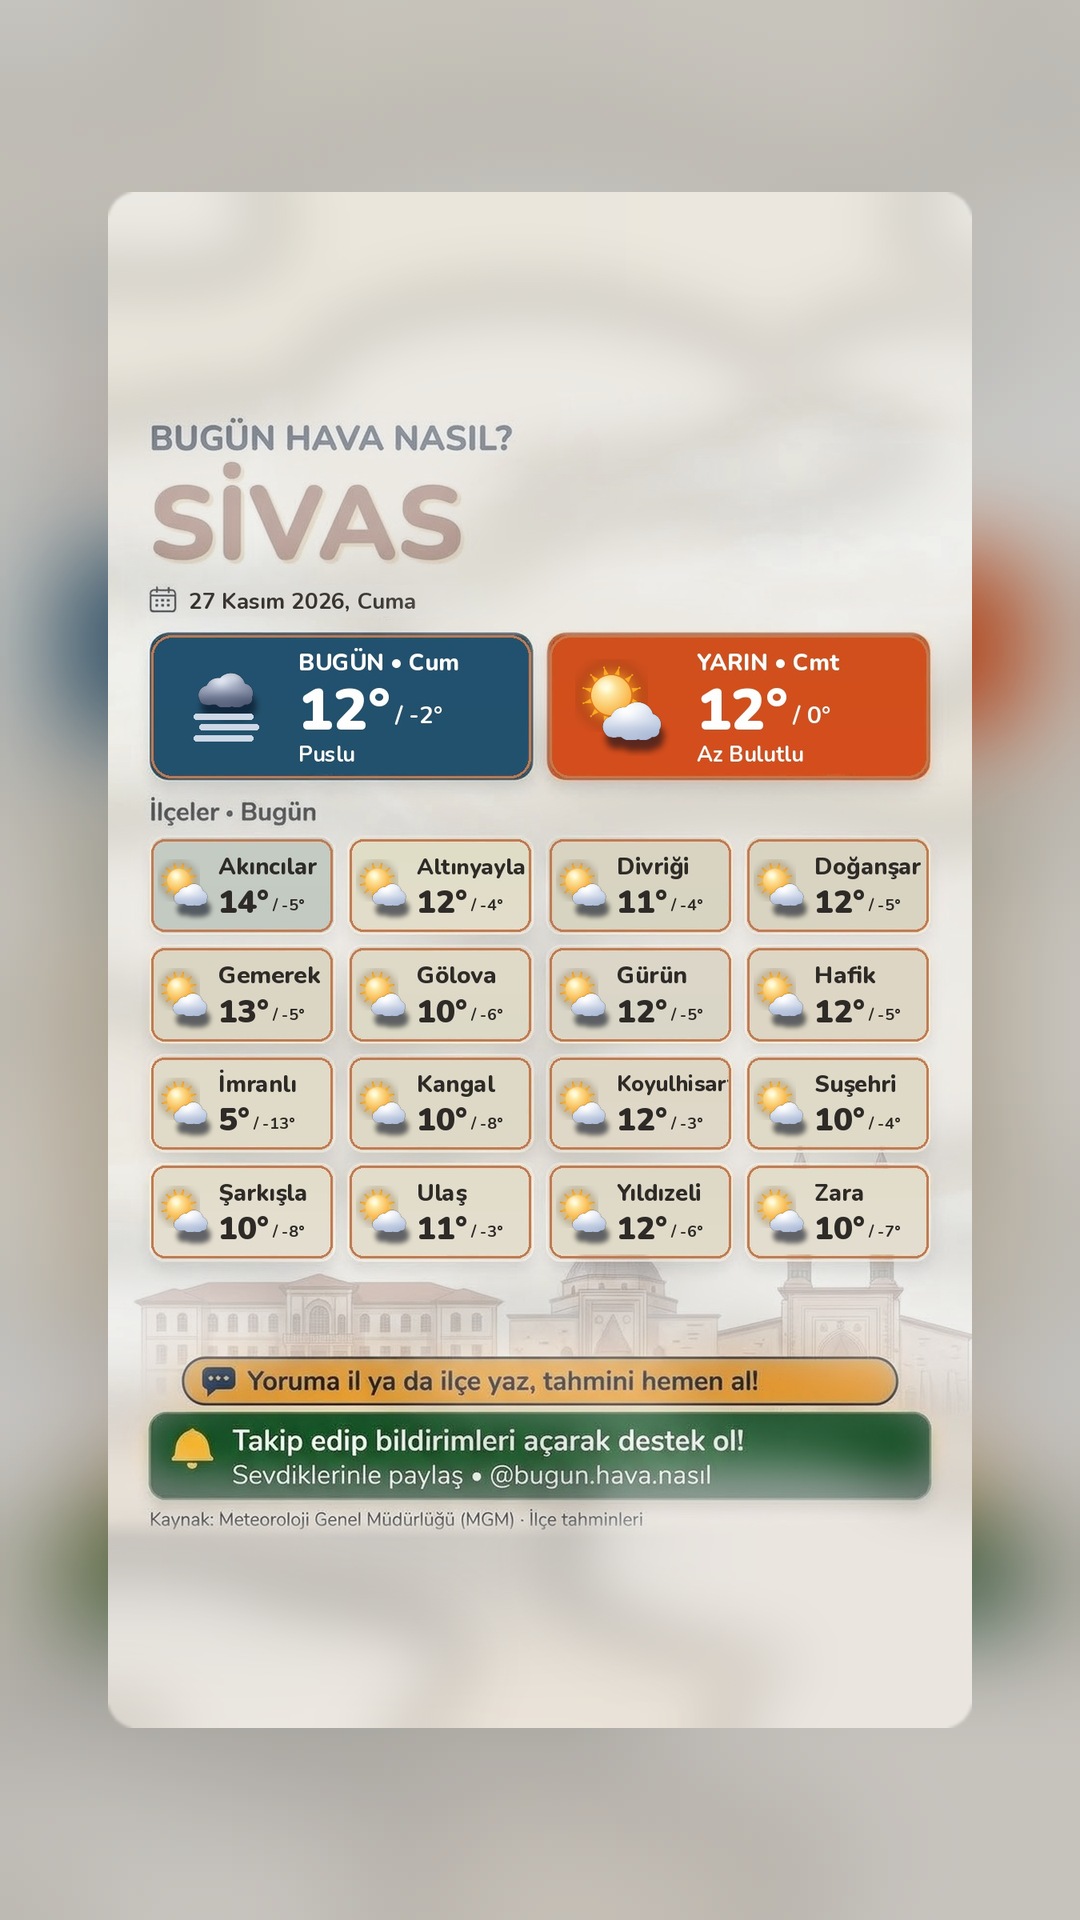 BUGÜN HAVA NASIL?
SİVAS
27 Kasım 2026, Cuma
BUGÜN • Cum
12° / -2°
Puslu
YARIN • Cmt
12° / 0°
Az Bulutlu
İlçeler • Bugün
Akıncılar
14° / -5°
Altınyayla
12° / -4°
Divriği
11° / -4°
Doğanşar
12° / -5°
Gemerek
13° / -5°
Gölova
10° / -6°
Gürün
12° / -5°
Hafik
12° / -5°
İmranlı
5° / -13°
Kangal
10° / -8°
Koyulhisar
12° / -3°
Suşehri
10° / -4°
Şarkışla
10° / -8°
Ulaş
11° / -3°
Yıldızeli
12° / -6°
Zara
10° / -7°
Yoruma il ya da ilçe yaz, tahmini hemen al!
Takip edip bildirimleri açarak destek ol!
Sevdiklerinle paylaş • @bugun.hava.nasıl
Kaynak: Meteoroloji Genel Müdürlüğü (MGM) · İlçe tahminleri